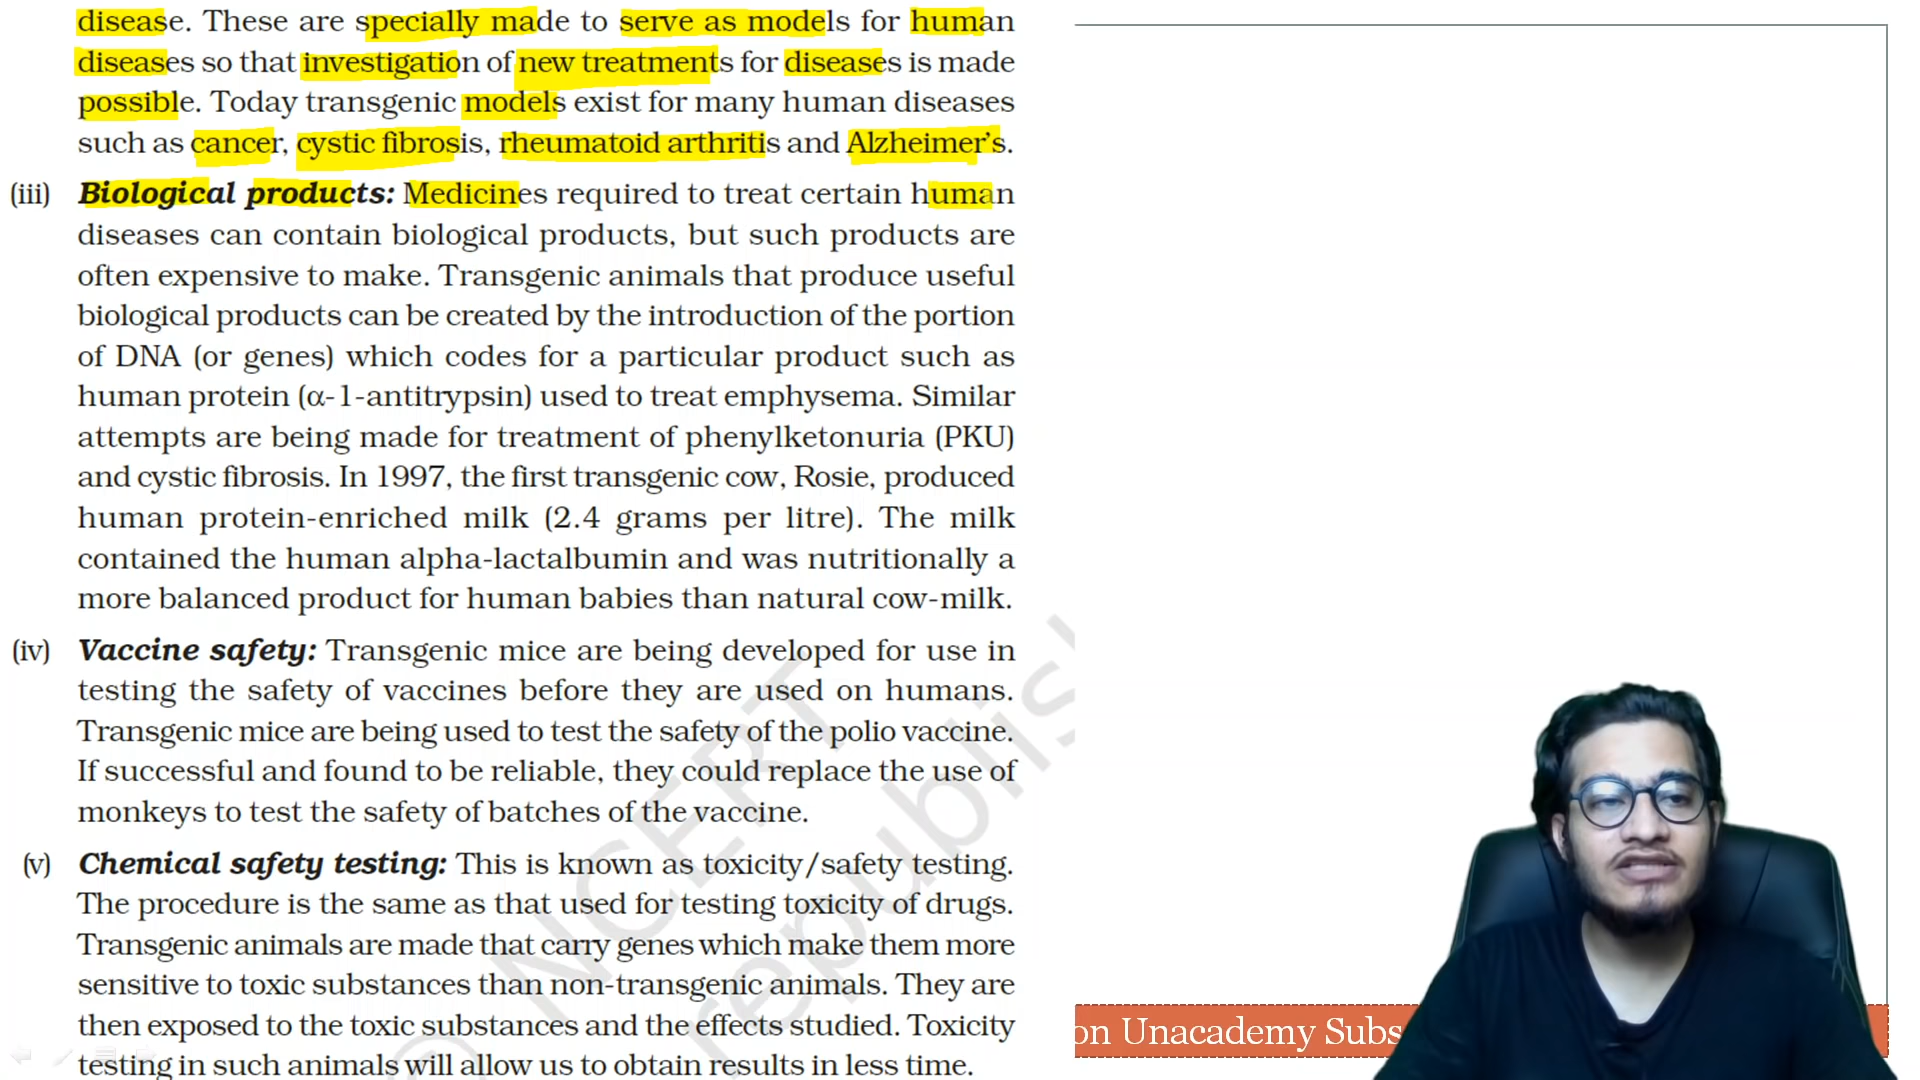 disease. These are specially made to serve as models for human
diseases so that investigation of new treatments for diseases is made
possible. Today transgenic models exist for many human diseases
such as cancer, cystic fibrosis, rheumatoid arthritis and Alzheimer’s.
(iii) Biological products: Medicines required to treat certain human
diseases can contain biological products, but such products are
often expensive to make. Transgenic animals that produce useful
biological products can be created by the introduction of the portion
of DNA (or genes) which codes for a particular product such as
human protein (α-1-antitrypsin) used to treat emphysema. Similar
attempts are being made for treatment of phenylketonuria (PKU)
and cystic fibrosis. In 1997, the first transgenic cow, Rosie, produced
human protein-enriched milk (2.4 grams per litre). The milk
contained the human alpha-lactalbumin and was nutritionally a
more balanced product for human babies than natural cow-milk.
(iv) Vaccine safety: Transgenic mice are being developed for use in
testing the safety of vaccines before they are used on humans.
Transgenic mice are being used to test the safety of the polio vaccine.
If successful and found to be reliable, they could replace the use of
monkeys to test the safety of batches of the vaccine.
(v) Chemical safety testing: This is known as toxicity/safety testing.
The procedure is the same as that used for testing toxicity of drugs.
Transgenic animals are made that carry genes which make them more
sensitive to toxic substances than non-transgenic animals. They are
then exposed to the toxic substances and the effects studied. Toxicity
testing in such animals will allow us to obtain results in less time.
© NCERT
republis
on Unacademy Subs